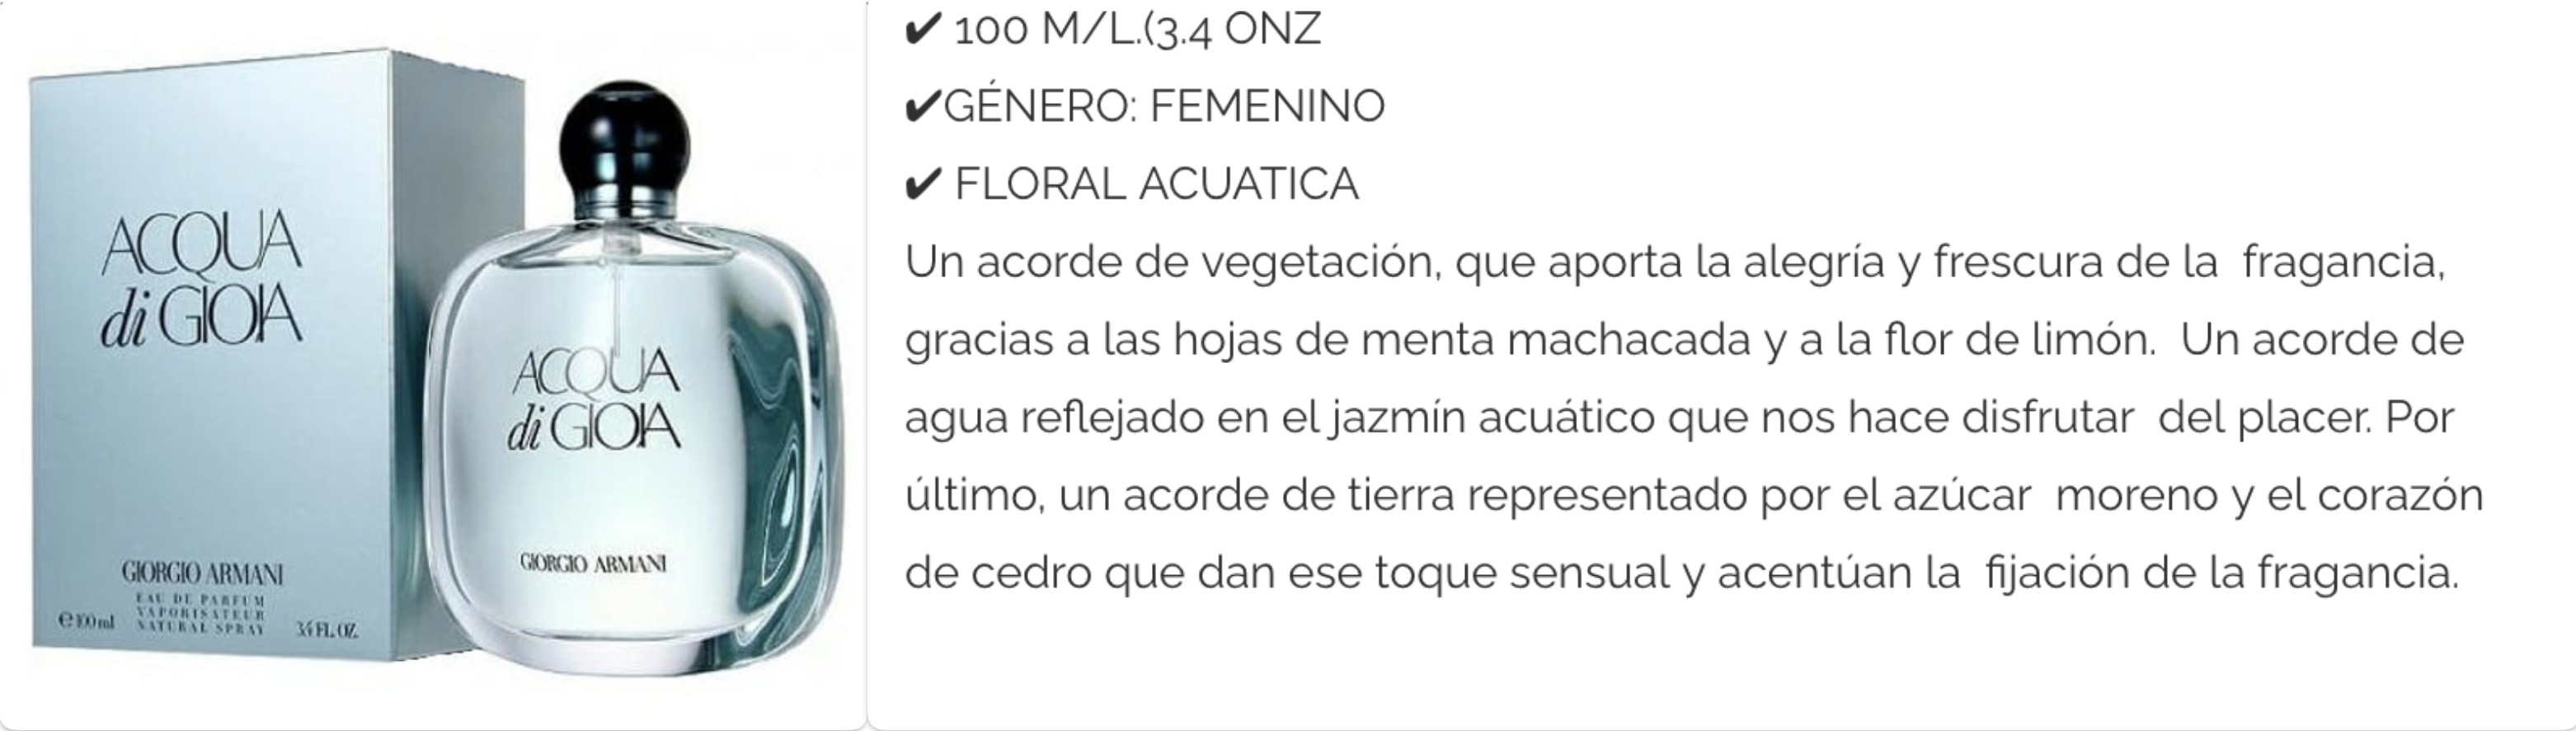 ACQUA
di GIOIA
GIORGIO ARMANI
EAU DE PARFUM
VAPORISATEUR
NATURAL SPRAY
e 100 ml
3.4 FL. OZ.
ACQUA
di GIOIA
GIORGIO ARMANI
✔ 100 M/L.(3.4 ONZ
✔GÉNERO: FEMENINO
✔ FLORAL ACUATICA
Un acorde de vegetación, que aporta la alegría y frescura de la  fragancia,
gracias a las hojas de menta machacada y a la flor de limón.  Un acorde de
agua reflejado en el jazmín acuático que nos hace disfrutar  del placer. Por
último, un acorde de tierra representado por el azúcar  moreno y el corazón
de cedro que dan ese toque sensual y acentúan la  fijación de la fragancia.